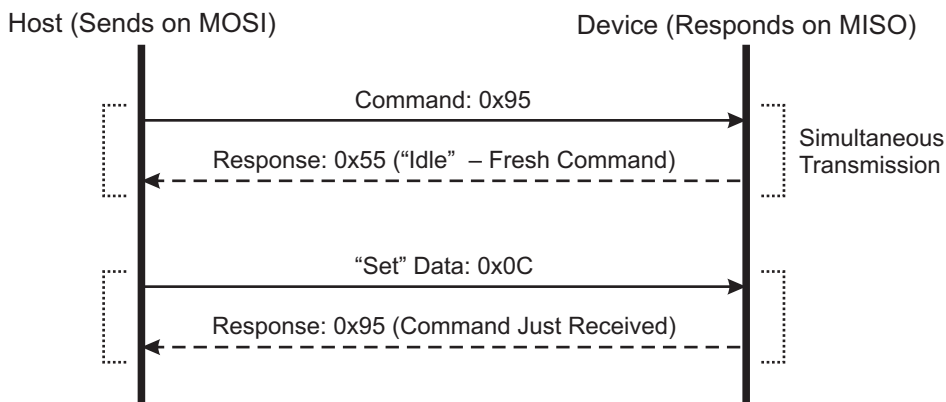 Host (Sends on MOSI)
Device (Responds on MISO)
Command: 0x95
Response: 0x55 (“Idle” – Fresh Command)
Simultaneous
Transmission
“Set” Data: 0x0C
Response: 0x95 (Command Just Received)